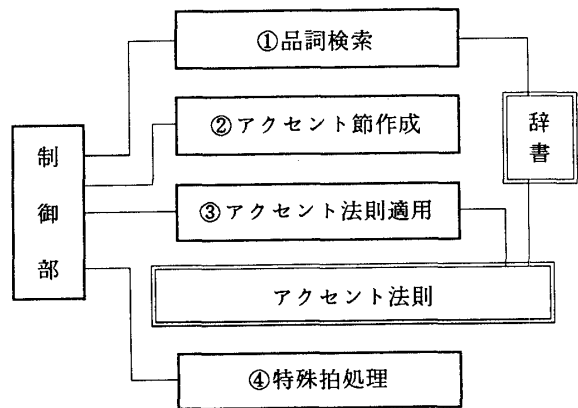 ①品詞検索
②アクセント節作成
辞書
制御部
③アクセント法則適用
アクセント法則
④特殊拍処理